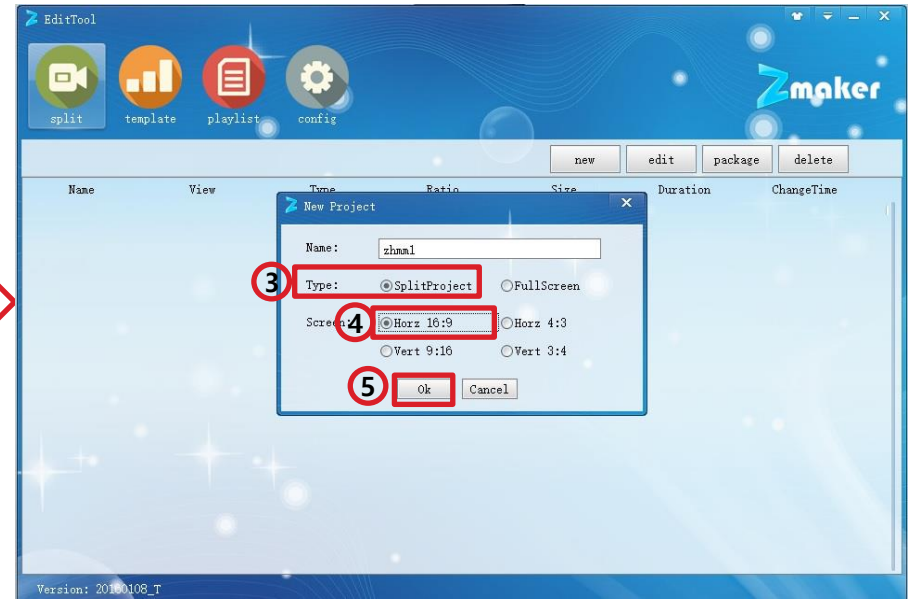 EditTool
Zmaker
split template playlist config
new edit package delete
Name View Type Ratio Size Duration ChangeTime
New Project
Name: zhmm1
③ Type: SplitProject FullScreen
Screen: ④ Horz 16:9 Horz 4:3
Vert 9:16 Vert 3:4
⑤ Ok Cancel
Version: 20160108_T